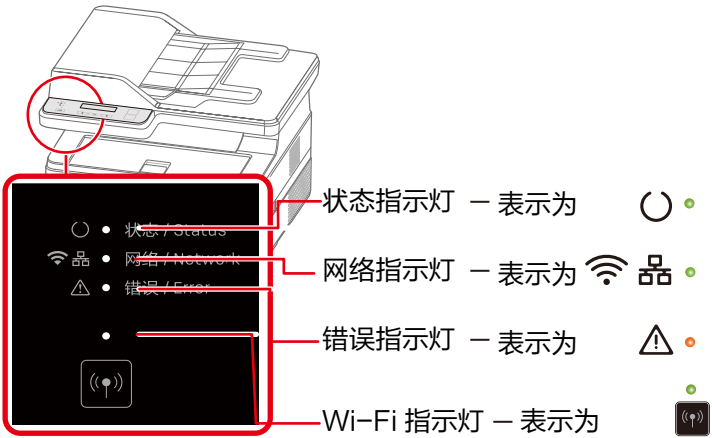 状态 / Status
网络 / Network
错误 / Error
状态指示灯 – 表示为
网络指示灯 – 表示为
错误指示灯 – 表示为
Wi-Fi 指示灯 – 表示为